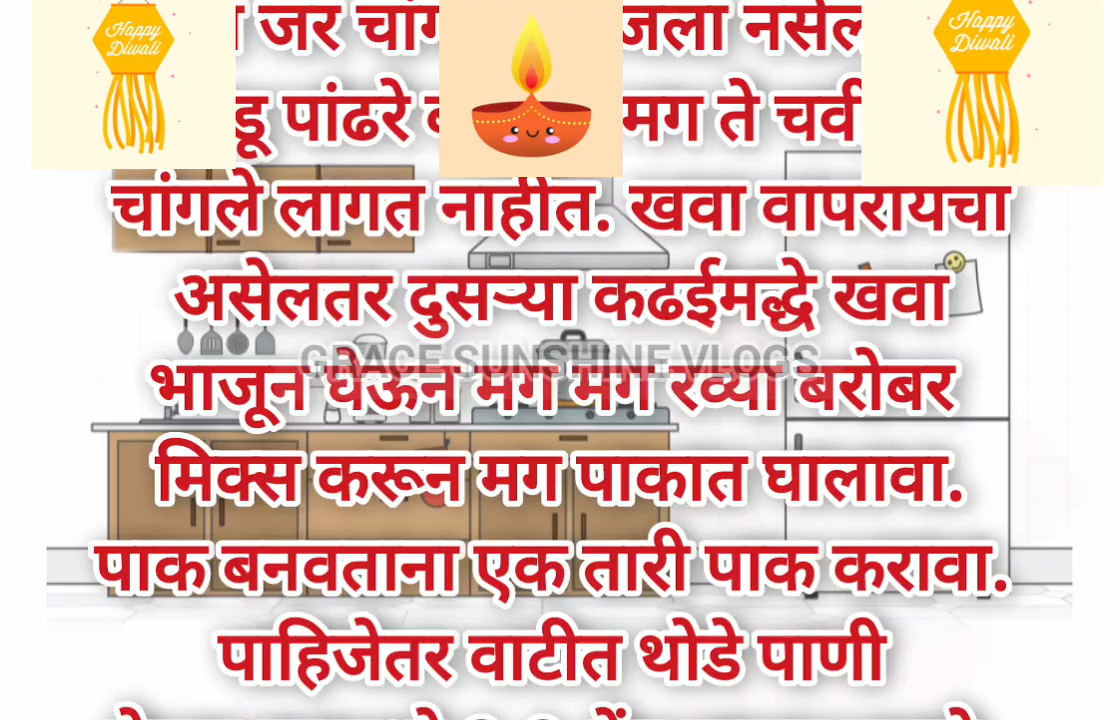 Happy Diwali
Happy Diwali
जर जला नसेल
पांढरे मग ते
चांगले लागत नाहीत. खवा वापरायचा
असेलतर दुसऱ्या कढईमद्धे खवा
GRACE SUNSHINE VLOGS
भाजून घेऊन मग मग रव्या बरोबर
मिक्स करून मग पाकात घालावा.
पाक बनवताना एक तारी पाक करावा.
पाहिजेतर वाटीत थोडे पाणी